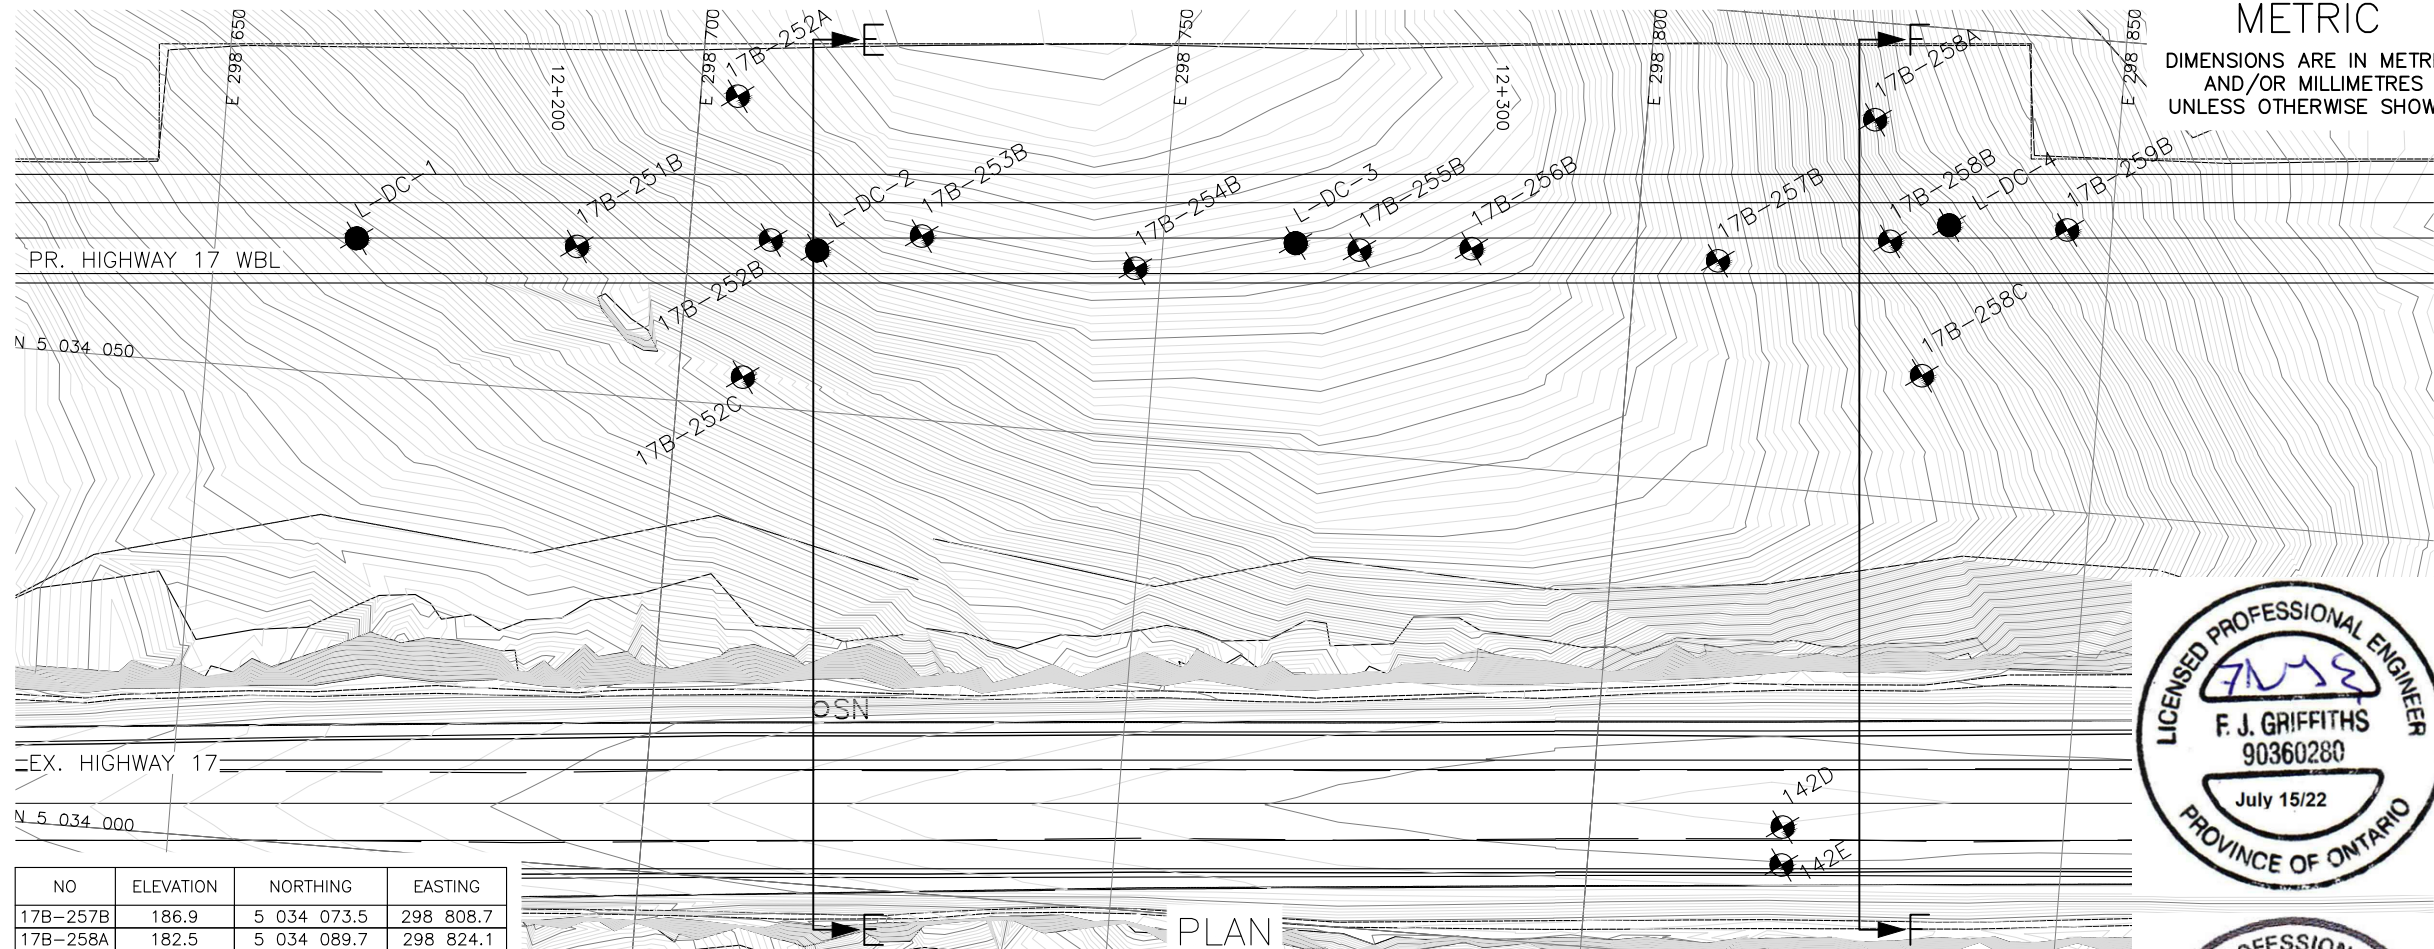 METRIC
DIMENSIONS ARE IN METR
AND/OR MILLIMETRES
UNLESS OTHERWISE SHOW
E 298 650
E 298 700
E 298 750
E 298 800
E 298 850
12+200
12+300
17B-252A
E
F
17B-258A
L-DC-1
17B-251B
L-DC-2
17B-253B
17B-254B
L-DC-3
17B-255B
17B-256B
17B-257B
17B-258B
L-DC-4
17B-259B
PR. HIGHWAY 17 WBL
17B-252B
17B-258C
N 5 034 050
17B-252C
OSN
EX. HIGHWAY 17
142D
N 5 034 000
142E
E
F
PLAN
NO ELEVATION NORTHING EASTING
17B-257B 186.9 5 034 073.5 298 808.7
17B-258A 182.5 5 034 089.7 298 824.1
LICENSED PROFESSIONAL ENGINEER
F. J. GRIFFITHS
90360280
July 15/22
PROVINCE OF ONTARIO